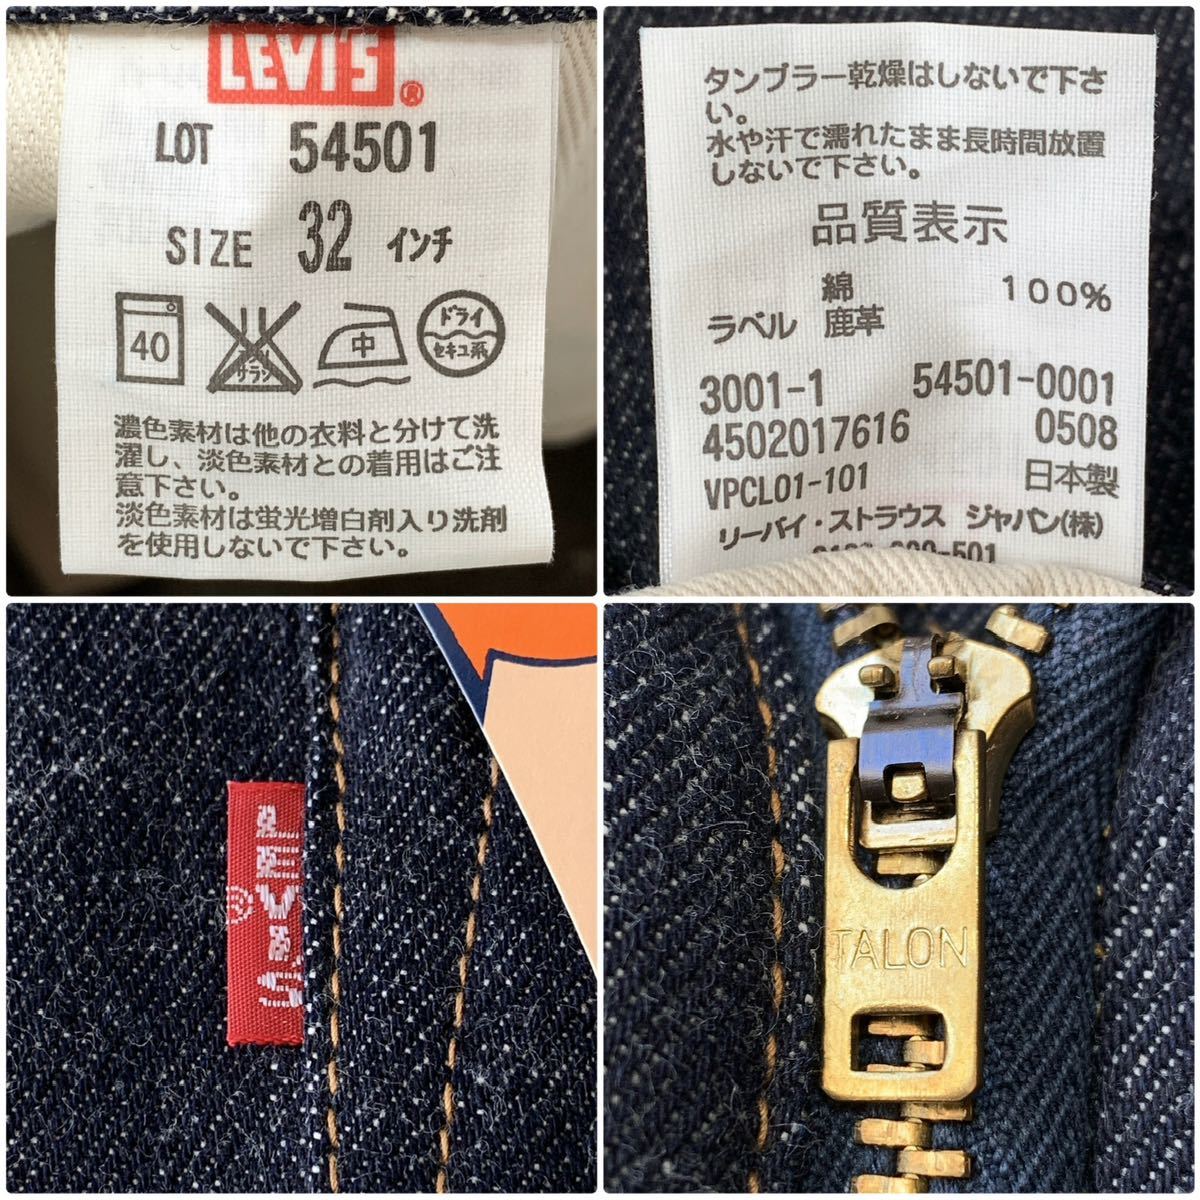 LEVI'S®
LOT 54501
SIZE 32 インチ
40 サラシ 中 ドライ
セキユ系
濃色素材は他の衣料と分けて洗
濯し、淡色素材との着用はご注
意下さい。
淡色素材は蛍光増白剤入り洗剤
を使用しないで下さい。
タンブラー乾燥はしないで下さ
い。
水や汗で濡れたまま長時間放置
しないで下さい。
品質表示
綿 100%
ラベル 鹿革
3001-1 54501-0001
4502017616 0508
VPCL01-101 日本製
リーバイ・ストラウス ジャパン(株)
LEVI'S
®
TALON